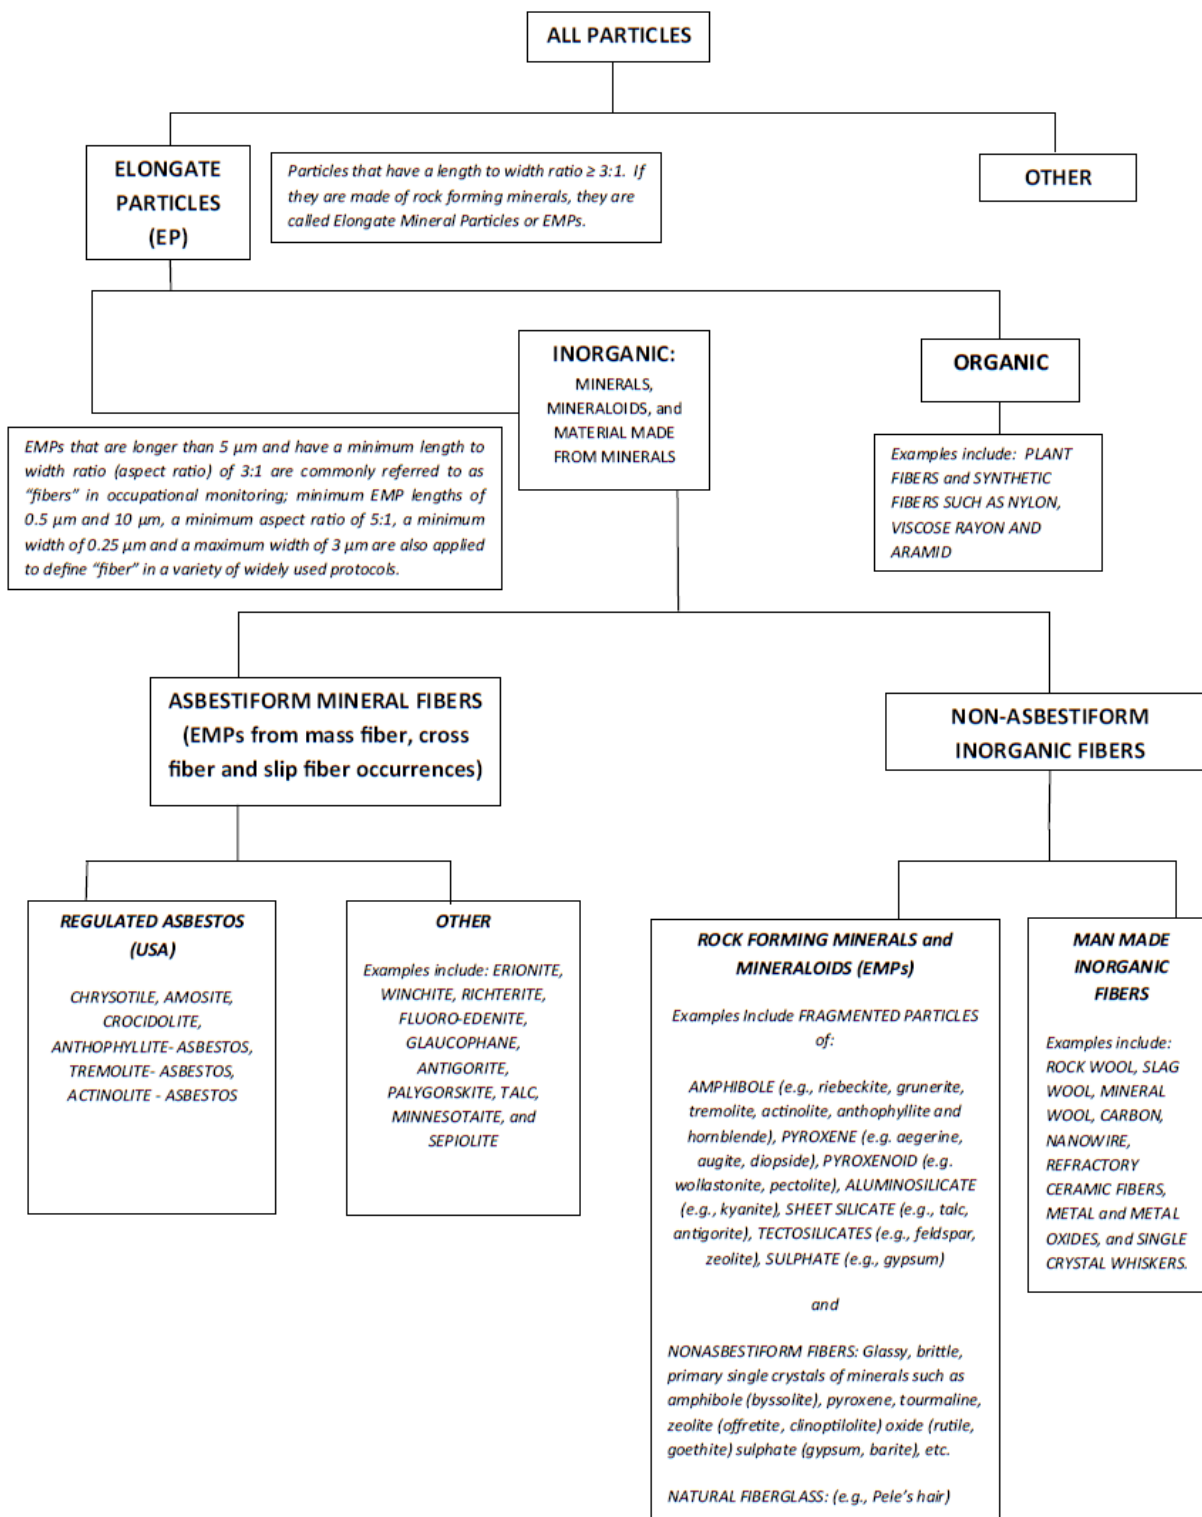 ALL PARTICLES
ELONGATE
PARTICLES
(EP)
Particles that have a length to width ratio ≥ 3:1. If
they are made of rock forming minerals, they are
called Elongate Mineral Particles or EMPs.
OTHER
INORGANIC:
MINERALS,
MINERALOIDS, and
MATERIAL MADE
FROM MINERALS
ORGANIC
EMPs that are longer than 5 µm and have a minimum length to
width ratio (aspect ratio) of 3:1 are commonly referred to as
"fibers" in occupational monitoring; minimum EMP lengths of
0.5 µm and 10 µm, a minimum aspect ratio of 5:1, a minimum
width of 0.25 µm and a maximum width of 3 µm are also applied
to define "fiber" in a variety of widely used protocols.
Examples include: PLANT
FIBERS and SYNTHETIC
FIBERS SUCH AS NYLON,
VISCOSE RAYON AND
ARAMID
ASBESTIFORM MINERAL FIBERS
(EMPs from mass fiber, cross
fiber and slip fiber occurrences)
NON-ASBESTIFORM
INORGANIC FIBERS
REGULATED ASBESTOS
(USA)
CHRYSOTILE, AMOSITE,
CROCIDOLITE,
ANTHOPHYLLITE- ASBESTOS,
TREMOLITE- ASBESTOS,
ACTINOLITE - ASBESTOS
OTHER
Examples include: ERIONITE,
WINCHITE, RICHTERITE,
FLUORO-EDENITE,
GLAUCOPHANE,
ANTIGORITE,
PALYGORSKITE, TALC,
MINNESOTAITE, and
SEPIOLITE
ROCK FORMING MINERALS and
MINERALOIDS (EMPs)
Examples Include FRAGMENTED PARTICLES
of:
AMPHIBOLE (e.g., riebeckite, grunerite,
tremolite, actinolite, anthophyllite and
hornblende), PYROXENE (e.g. aegerine,
augite, diopside), PYROXENOID (e.g.
wollastonite, pectolite), ALUMINOSILICATE
(e.g., kyanite), SHEET SILICATE (e.g., talc,
antigorite), TECTOSILICATES (e.g., feldspar,
zeolite), SULPHATE (e.g., gypsum)
and
NONASBESTIFORM FIBERS: Glassy, brittle,
primary single crystals of minerals such as
amphibole (byssolite), pyroxene, tourmaline,
zeolite (offretite, clinoptilolite) oxide (rutile,
goethite) sulphate (gypsum, barite), etc.
NATURAL FIBERGLASS: (e.g., Pele's hair)
MAN MADE
INORGANIC
FIBERS
Examples include:
ROCK WOOL, SLAG
WOOL, MINERAL
WOOL, CARBON,
NANOWIRE,
REFRACTORY
CERAMIC FIBERS,
METAL and METAL
OXIDES, and SINGLE
CRYSTAL WHISKERS.